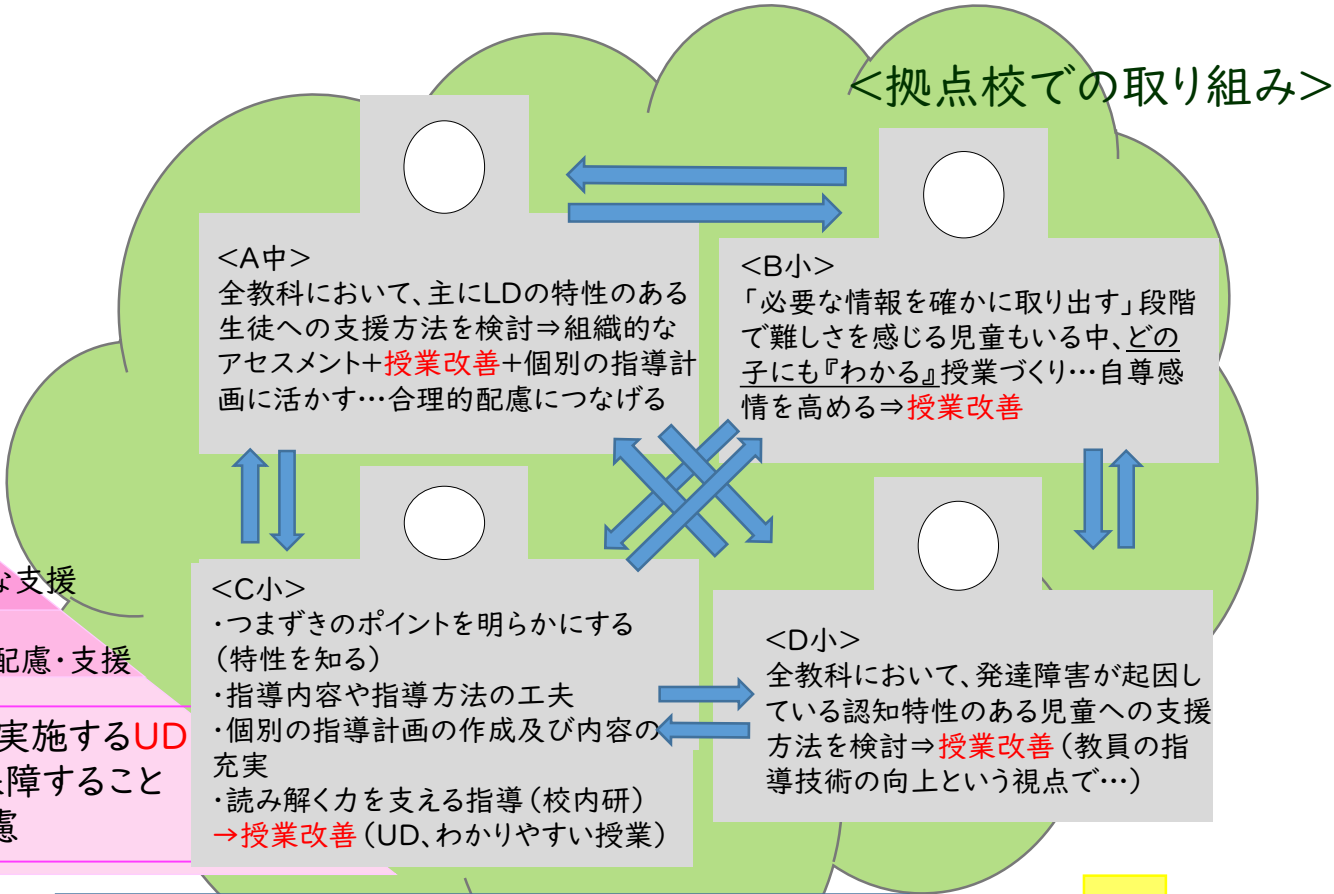 <拠点校での取り組み>
<A中>
全教科において、主にLDの特性のある
生徒への支援方法を検討⇒組織的な
アセスメント+授業改善+個別の指導計
画に活かす…合理的配慮につなげる
<B小>
「必要な情報を確かに取り出す」段階
で難しさを感じる児童もいる中、どの
子にも『わかる』授業づくり…自尊感
情を高める⇒授業改善
<C小>
・つまずきのポイントを明らかにする
(特性を知る)
・指導内容や指導方法の工夫
・個別の指導計画の作成及び内容の
充実
・読み解く力を支える指導(校内研)
→授業改善(UD、わかりやすい授業)
<D小>
全教科において、発達障害が起因し
ている認知特性のある児童への支援
方法を検討⇒授業改善(教員の指
導技術の向上という視点で…)
な支援
配慮・支援
実施するUD
障すること
慮